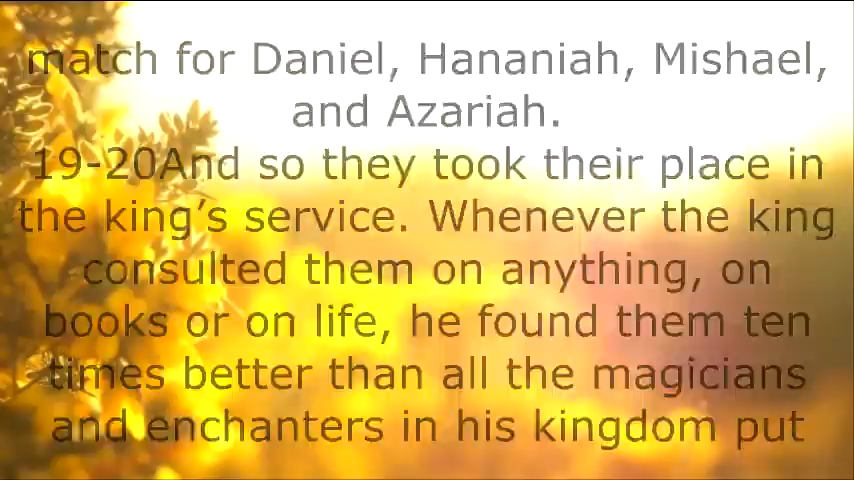 match for Daniel, Hananiah, Mishael,
and Azariah.
19-20And so they took their place in
the king’s service. Whenever the king
consulted them on anything, on
books or on life, he found them ten
times better than all the magicians
and enchanters in his kingdom put